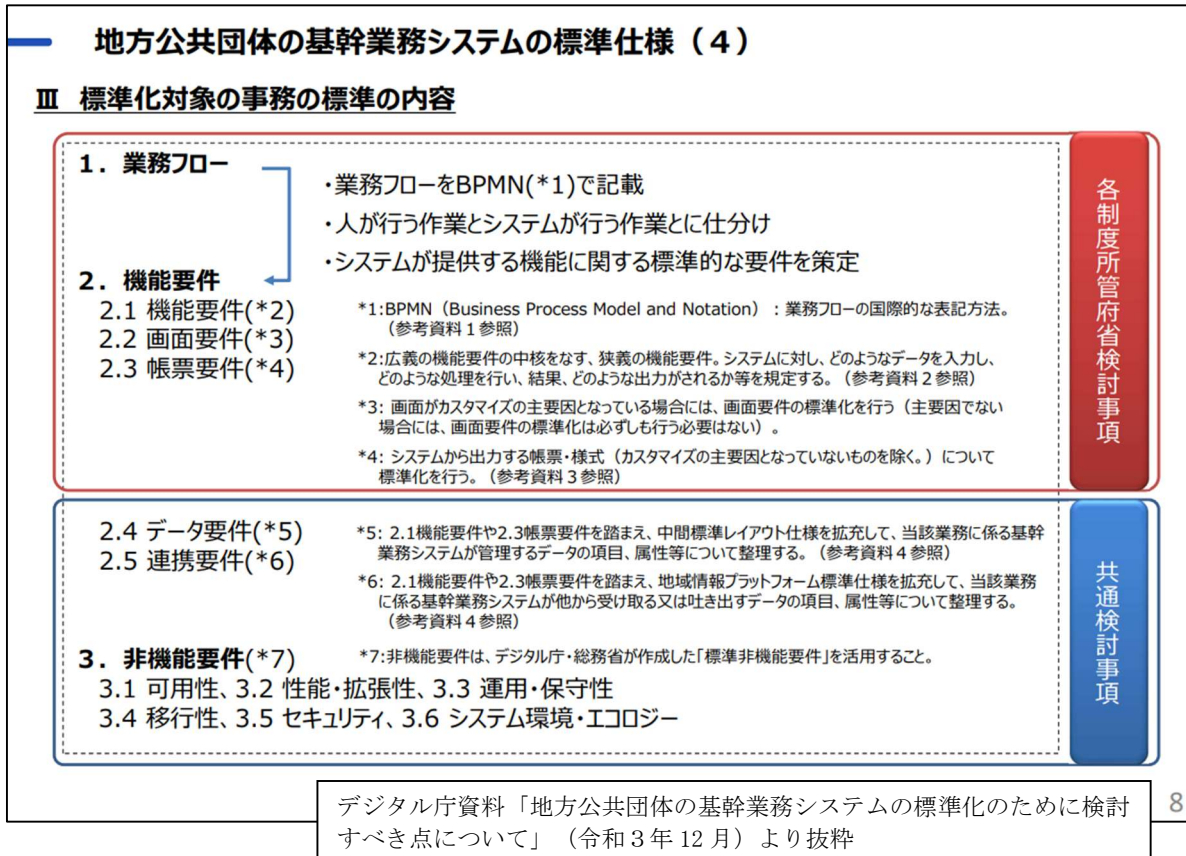 地方公共団体の基幹業務システムの標準仕様（４）
Ⅲ 標準化対象の事務の標準の内容
１．業務フロー
・業務フローをBPMN(*1)で記載
・人が行う作業とシステムが行う作業とに仕分け
・システムが提供する機能に関する標準的な要件を策定
２．機能要件
2.1 機能要件(*2)
2.2 画面要件(*3)
2.3 帳票要件(*4)
*1:BPMN（Business Process Model and Notation）：業務フローの国際的な表記方法。
（参考資料１参照）
*2:広義の機能要件の中核をなす、狭義の機能要件。システムに対し、どのようなデータを入力し、
どのような処理を行い、結果、どのような出力がされるか等を規定する。（参考資料２参照）
*3: 画面がカスタマイズの主要因となっている場合には、画面要件の標準化を行う（主要因でない
場合には、画面要件の標準化は必ずしも行う必要はない）。
*4: システムから出力する帳票・様式（カスタマイズの主要因となっていないものを除く。）について
標準化を行う。（参考資料３参照）
各制度所管府省検討事項
2.4 データ要件(*5)
2.5 連携要件(*6)
*5: 2.1機能要件や2.3帳票要件を踏まえ、中間標準レイアウト仕様を拡充して、当該業務に係る基幹
業務システムが管理するデータの項目、属性等について整理する。（参考資料４参照）
*6: 2.1機能要件や2.3帳票要件を踏まえ、地域情報プラットフォーム標準仕様を拡充して、当該業務
に係る基幹業務システムが他から受け取る又は吐き出すデータの項目、属性等について整理する。
（参考資料４参照）
３．非機能要件(*7)
*7:非機能要件は、デジタル庁・総務省が作成した「標準非機能要件」を活用すること。
3.1 可用性、3.2 性能・拡張性、3.3 運用・保守性
3.4 移行性、3.5 セキュリティ、3.6 システム環境・エコロジー
共通検討事項
デジタル庁資料「地方公共団体の基幹業務システムの標準化のために検討
すべき点について」（令和３年 12 月）より抜粋
8